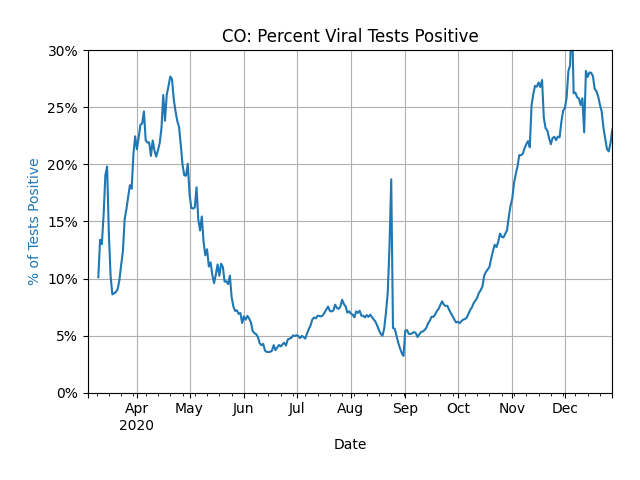 CO: Percent Viral Tests Positive
30%
25%
20%
15%
10%
5%
0%
% of Tests Positive
Apr May Jun Jul Aug Sep Oct Nov Dec
2020
Date